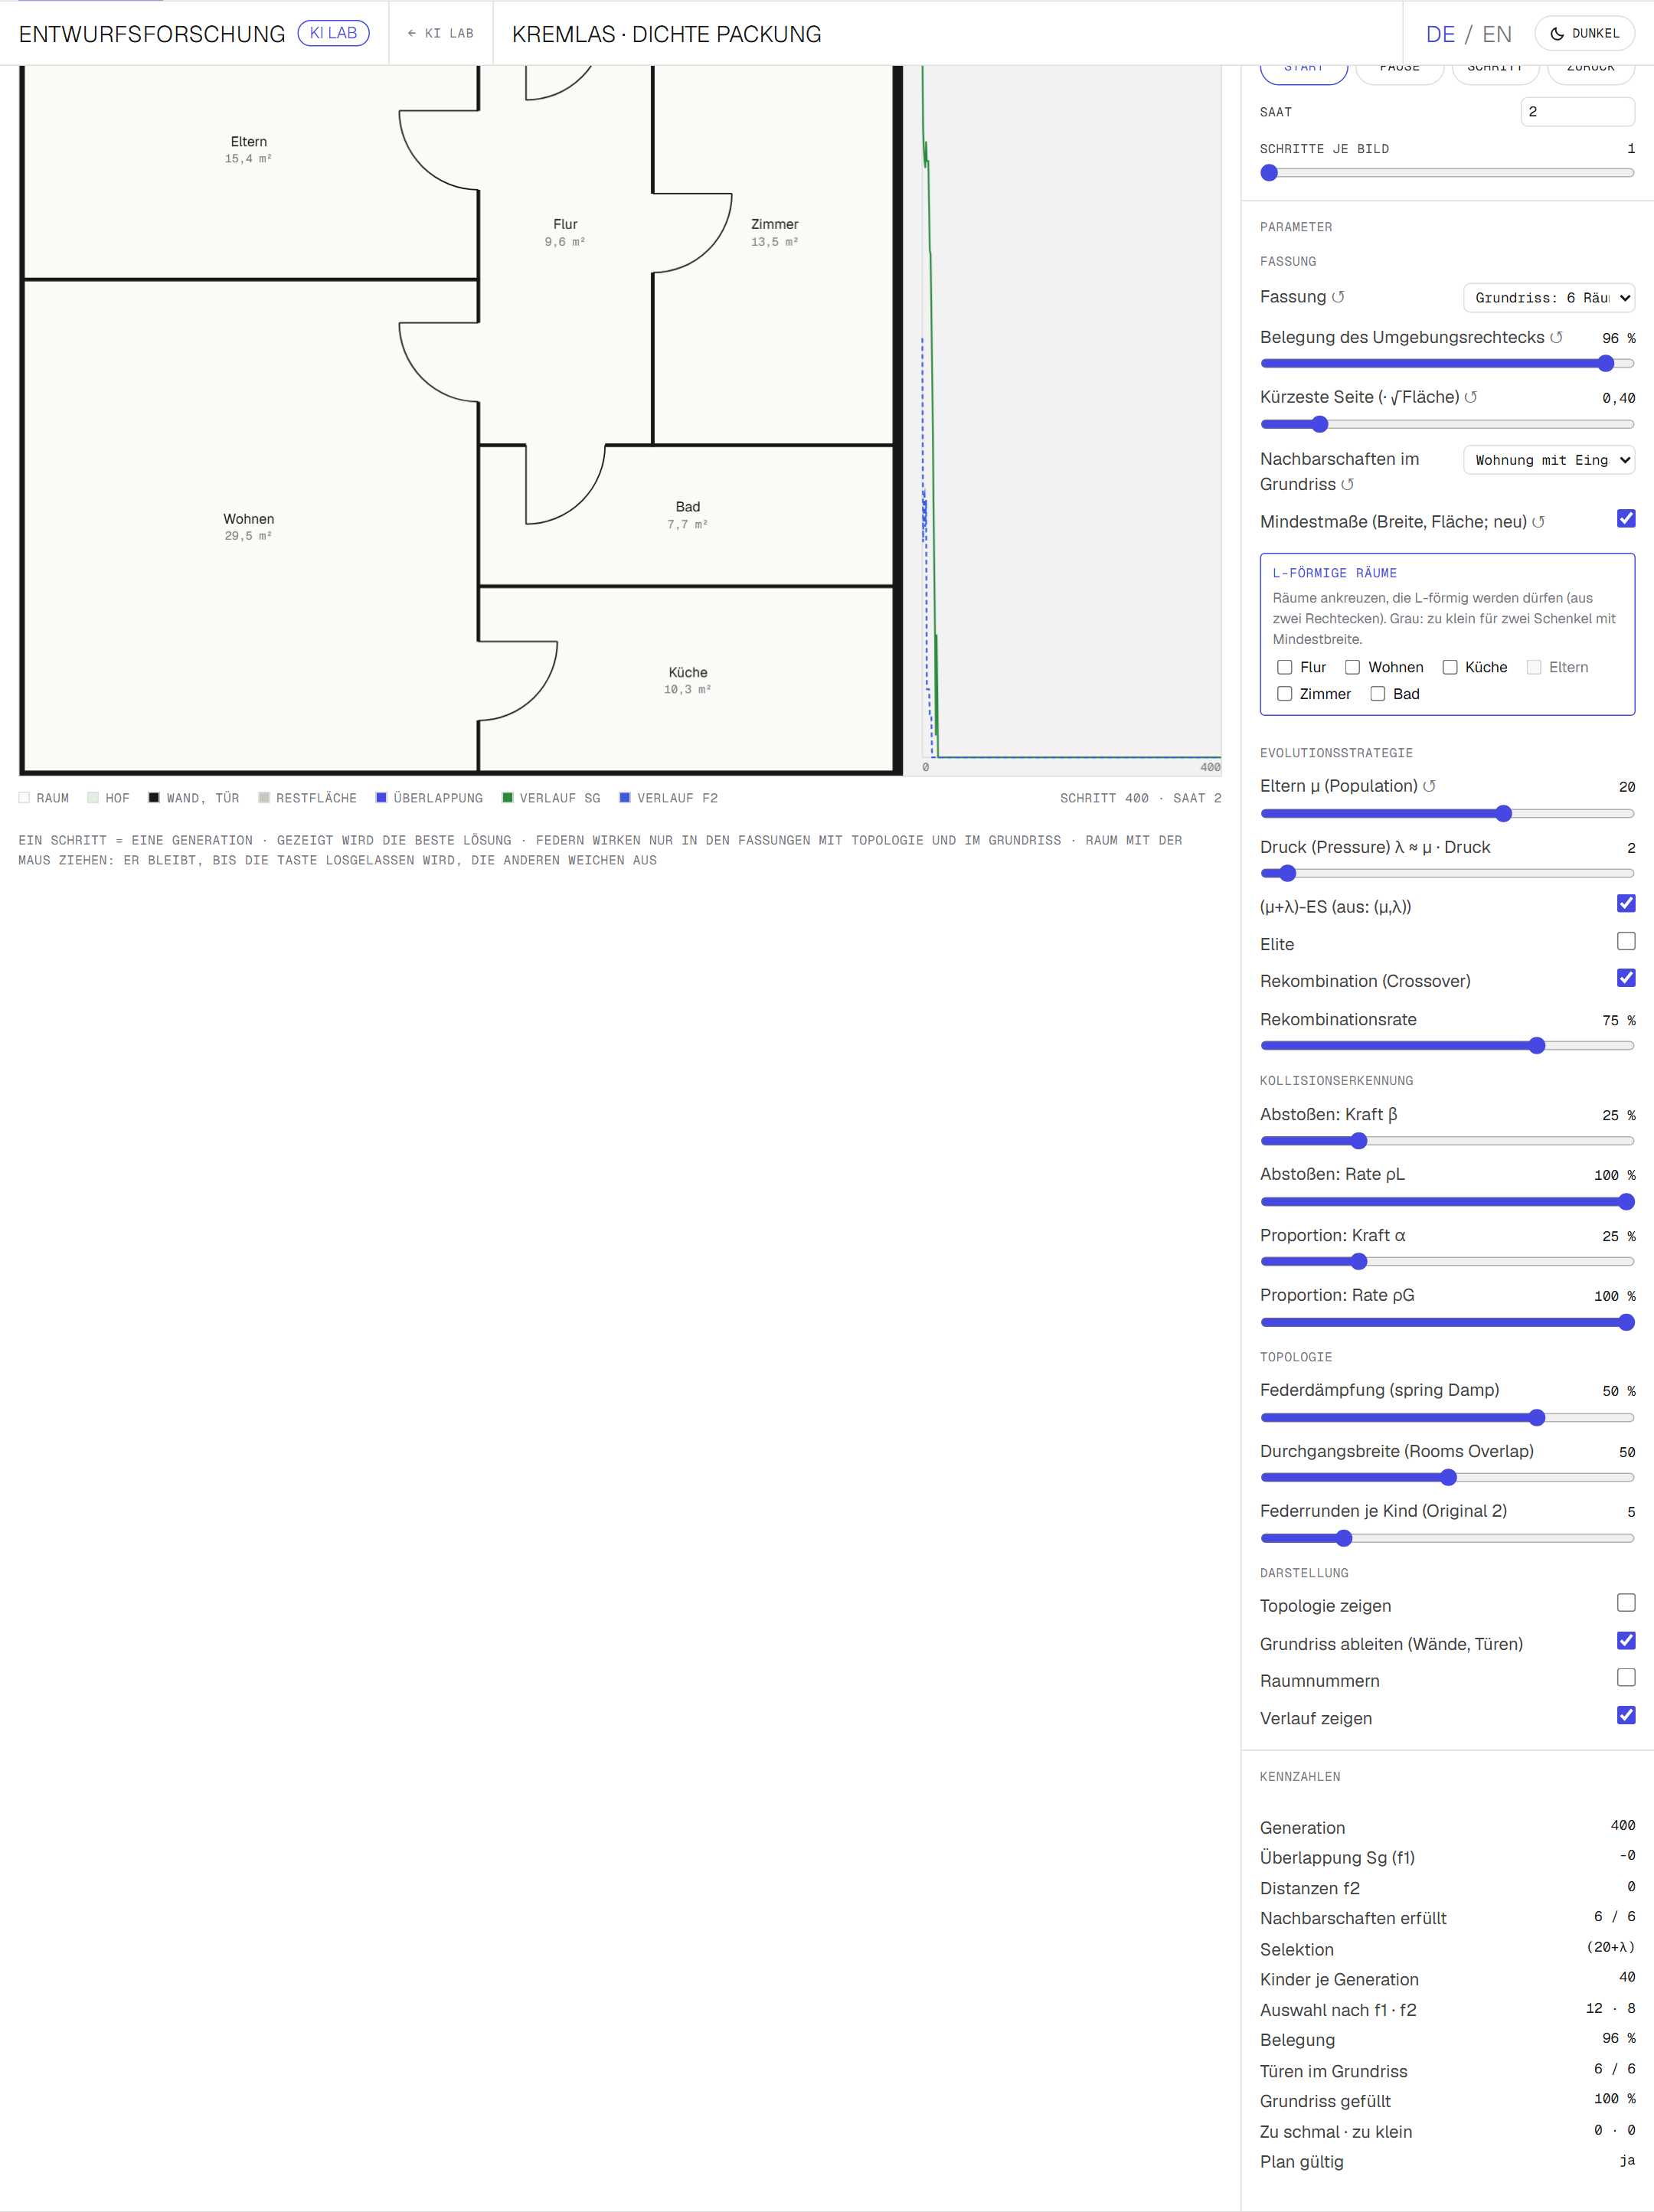 ENTWURFSFORSCHUNG KI LAB ← KI LAB KREMLAS · DICHTE PACKUNG DE / EN DUNKEL
START PAUSE SCHRITT ZURÜCK
SAAT 2
SCHRITTE JE BILD 1
Eltern
15,4 m²
Flur
9,6 m²
Zimmer
13,5 m²
Wohnen
29,5 m²
Bad
7,7 m²
Küche
10,3 m²
0 400
RAUM HOF WAND, TÜR RESTFLÄCHE ÜBERLAPPUNG VERLAUF SG VERLAUF F2 SCHRITT 400 · SAAT 2
EIN SCHRITT = EINE GENERATION · GEZEIGT WIRD DIE BESTE LÖSUNG · FEDERN WIRKEN NUR IN DEN FASSUNGEN MIT TOPOLOGIE UND IM GRUNDRISS · RAUM MIT DER
MAUS ZIEHEN: ER BLEIBT, BIS DIE TASTE LOSGELASSEN WIRD, DIE ANDEREN WEICHEN AUS
PARAMETER
FASSUNG
Fassung ↺ Grundriss: 6 Räu
Belegung des Umgebungsrechtecks ↺ 96 %
Kürzeste Seite (· √Fläche) ↺ 0,40
Nachbarschaften im Wohnung mit Eing
Grundriss ↺
Mindestmaße (Breite, Fläche; neu) ↺
L-FÖRMIGE RÄUME
Räume ankreuzen, die L-förmig werden dürfen (aus
zwei Rechtecken). Grau: zu klein für zwei Schenkel mit
Mindestbreite.
Flur Wohnen Küche Eltern
Zimmer Bad
EVOLUTIONSSTRATEGIE
Eltern μ (Population) ↺ 20
Druck (Pressure) λ ≈ μ · Druck 2
(μ+λ)-ES (aus: (μ,λ))
Elite
Rekombination (Crossover)
Rekombinationsrate 75 %
KOLLISIONSERKENNUNG
Abstoßen: Kraft β 25 %
Abstoßen: Rate ρL 100 %
Proportion: Kraft α 25 %
Proportion: Rate ρG 100 %
TOPOLOGIE
Federdämpfung (spring Damp) 50 %
Durchgangsbreite (Rooms Overlap) 50
Federrunden je Kind (Original 2) 5
DARSTELLUNG
Topologie zeigen
Grundriss ableiten (Wände, Türen)
Raumnummern
Verlauf zeigen
KENNZAHLEN
Generation 400
Überlappung Sg (f1) -0
Distanzen f2 0
Nachbarschaften erfüllt 6 / 6
Selektion (20+λ)
Kinder je Generation 40
Auswahl nach f1 · f2 12 · 8
Belegung 96 %
Türen im Grundriss 6 / 6
Grundriss gefüllt 100 %
Zu schmal · zu klein 0 · 0
Plan gültig ja